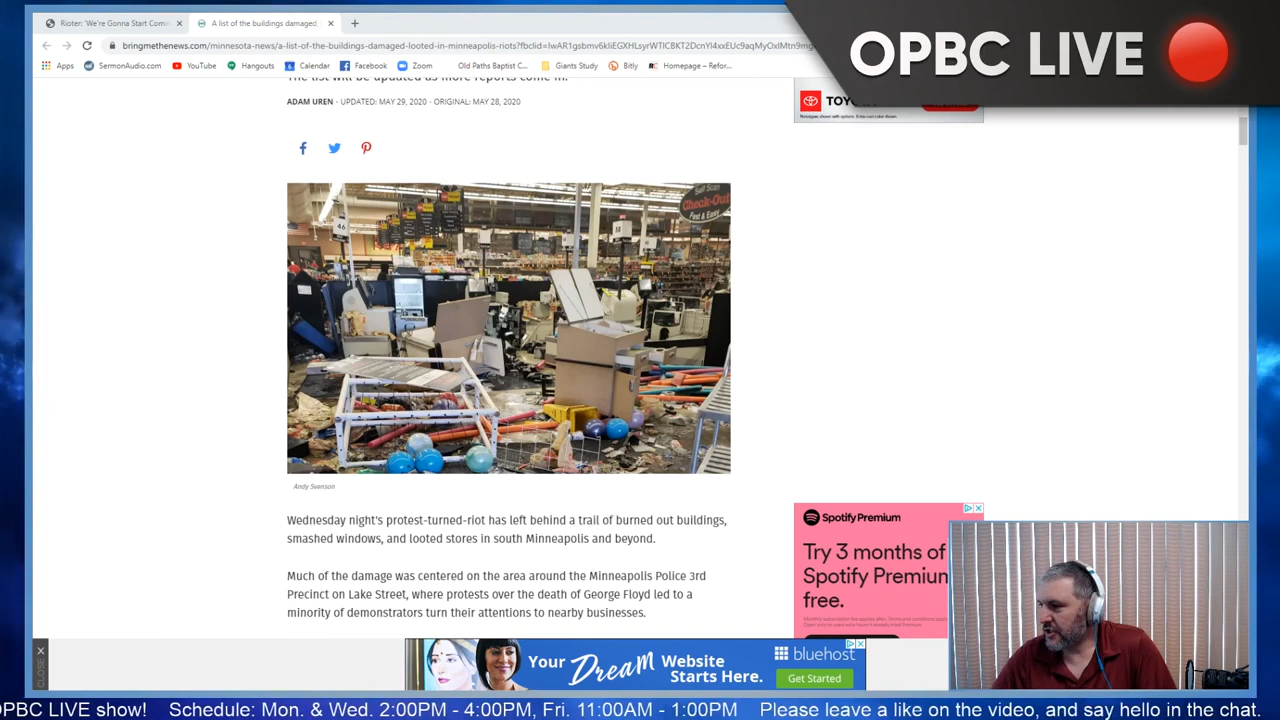 Rioter: 'We're Gonna Start Comi
A list of the buildings damaged,
bringmethenews.com/minnesota-news/a-list-of-the-buildings-damaged-looted-in-minneapolis-riots?
Apps SermonAudio.com YouTube Hangouts Calendar Facebook Zoom Old Paths Baptist C... Giants Study Bitly Homepage – Refor...
OPBC LIVE
The list will be updated as more reports come in.
ADAM UREN · UPDATED: MAY 29, 2020 · ORIGINAL: MAY 28, 2020
Self Scan
Check-Out
Fast & Easy
46
Andy Svenson
Wednesday night's protest-turned-riot has left behind a trail of burned out buildings,
smashed windows, and looted stores in south Minneapolis and beyond.
Much of the damage was centered on the area around the Minneapolis Police 3rd
Precinct on Lake Street, where protests over the death of George Floyd led to a
minority of demonstrators turn their attentions to nearby businesses.
Spotify Premium
Try 3 months of
Spotify Premium
free.
CLOSE
Your Dream Website
Starts Here.
bluehost
Get Started
OPBC LIVE show! Schedule: Mon. & Wed. 2:00PM - 4:00PM, Fri. 11:00AM - 1:00PM Please leave a like on the video, and say hello in the chat.